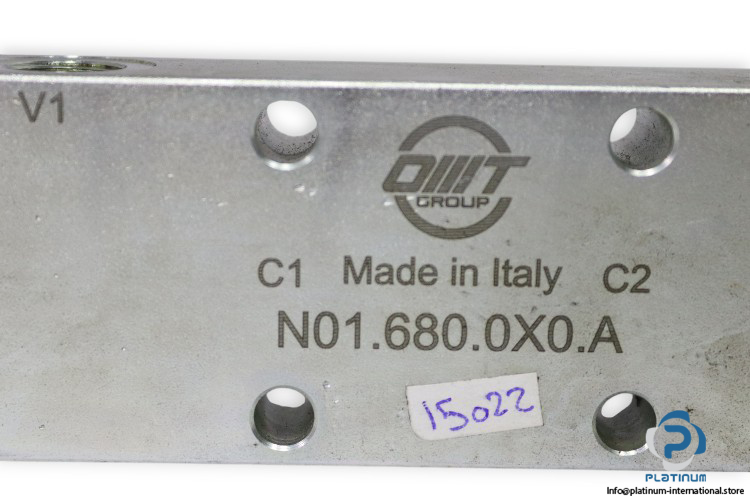 V1
OMT
GROUP
C1 Made in Italy C2
N01.680.0X0.A
15022
PLATINUM
Info@platinum-international.store